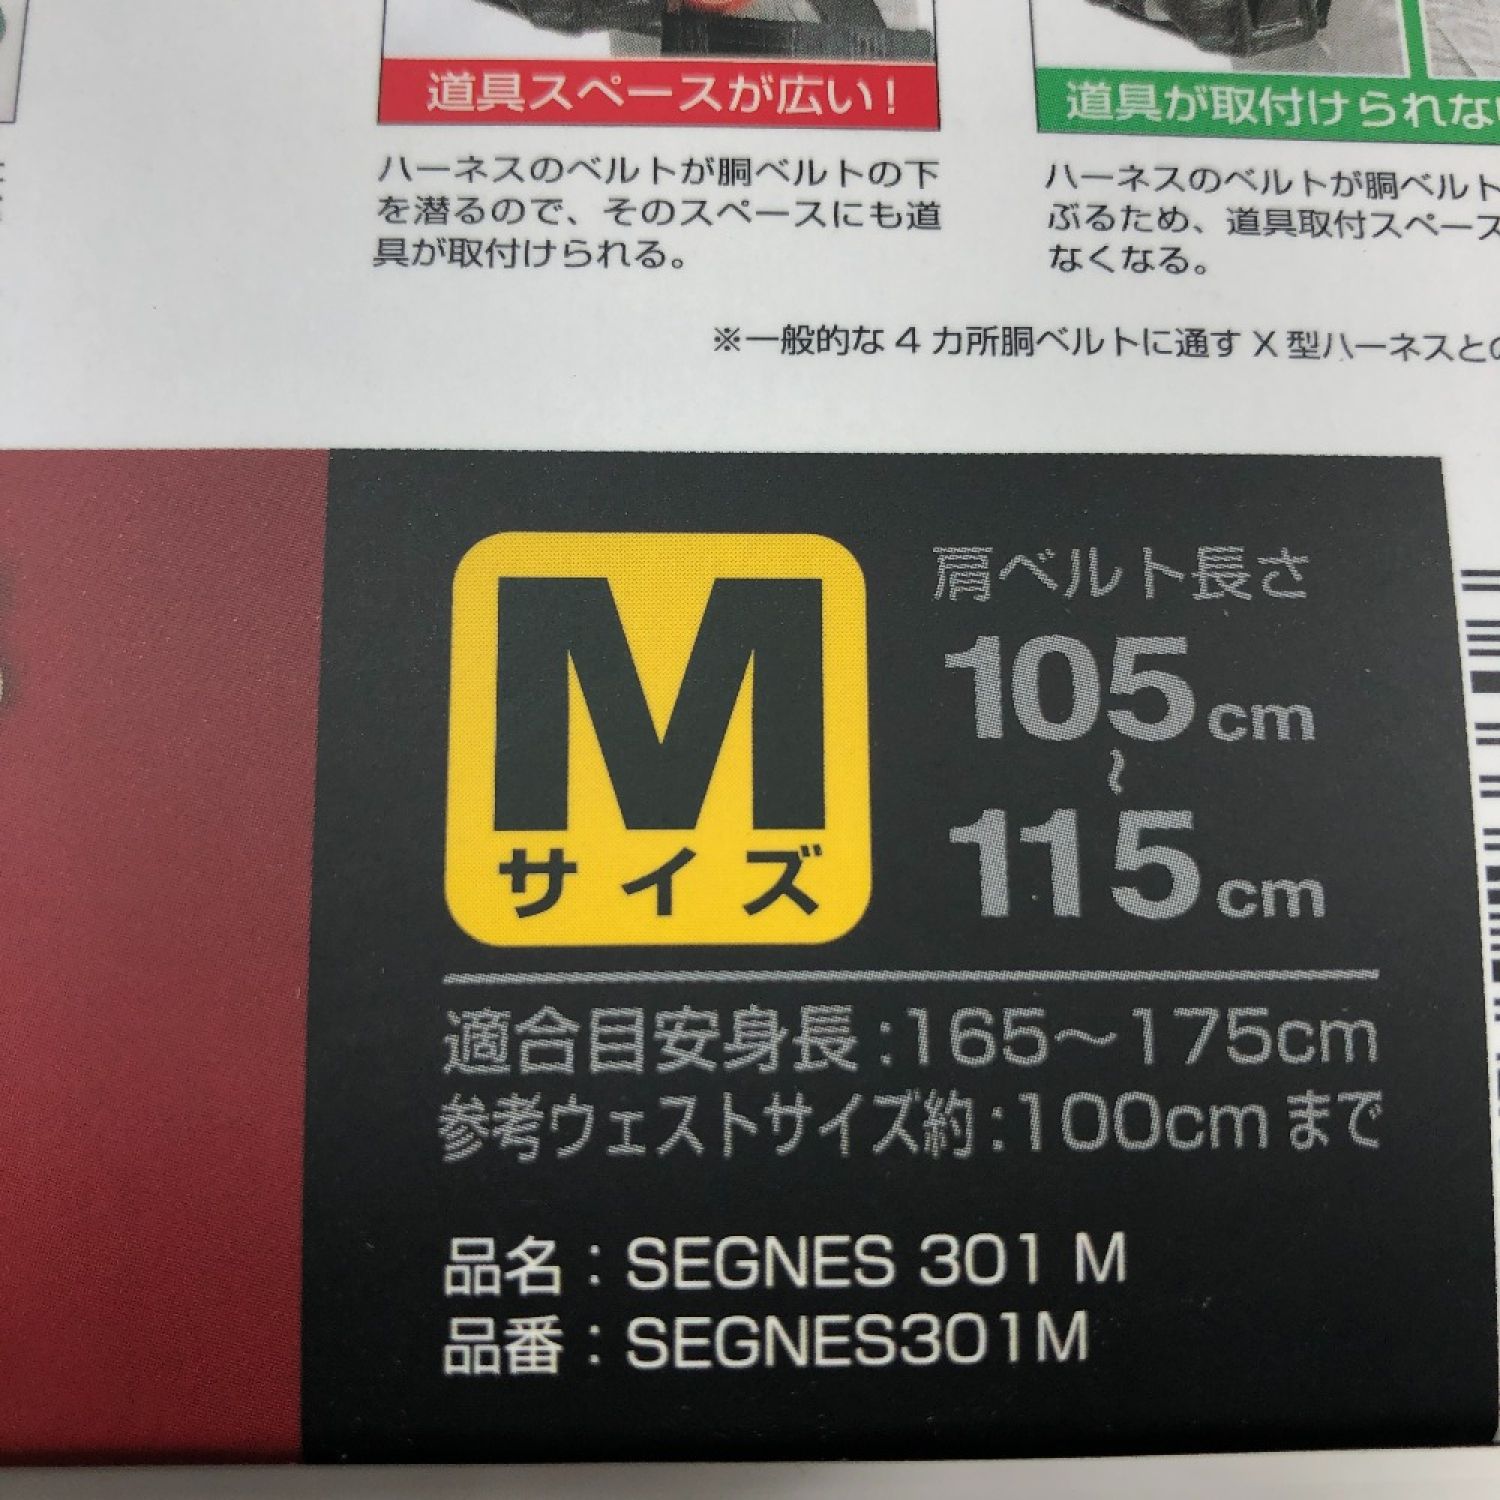 道具スペースが広い!
ハーネスのベルトが胴ベルトの下
を潜るので、そのスペースにも道
具が取付けられる。
道具が取付けられな
ハーネスのベルトが胴ベルト
ぶるため、道具取付スペース
なくなる。
※一般的な4カ所胴ベルトに通すX型ハーネスと
Mサイズ
肩ベルト長さ
105cm
〜
115cm
適合目安身長:165〜175cm
参考ウェストサイズ約:100cmまで
品名:SEGNES 301 M
品番:SEGNES301M